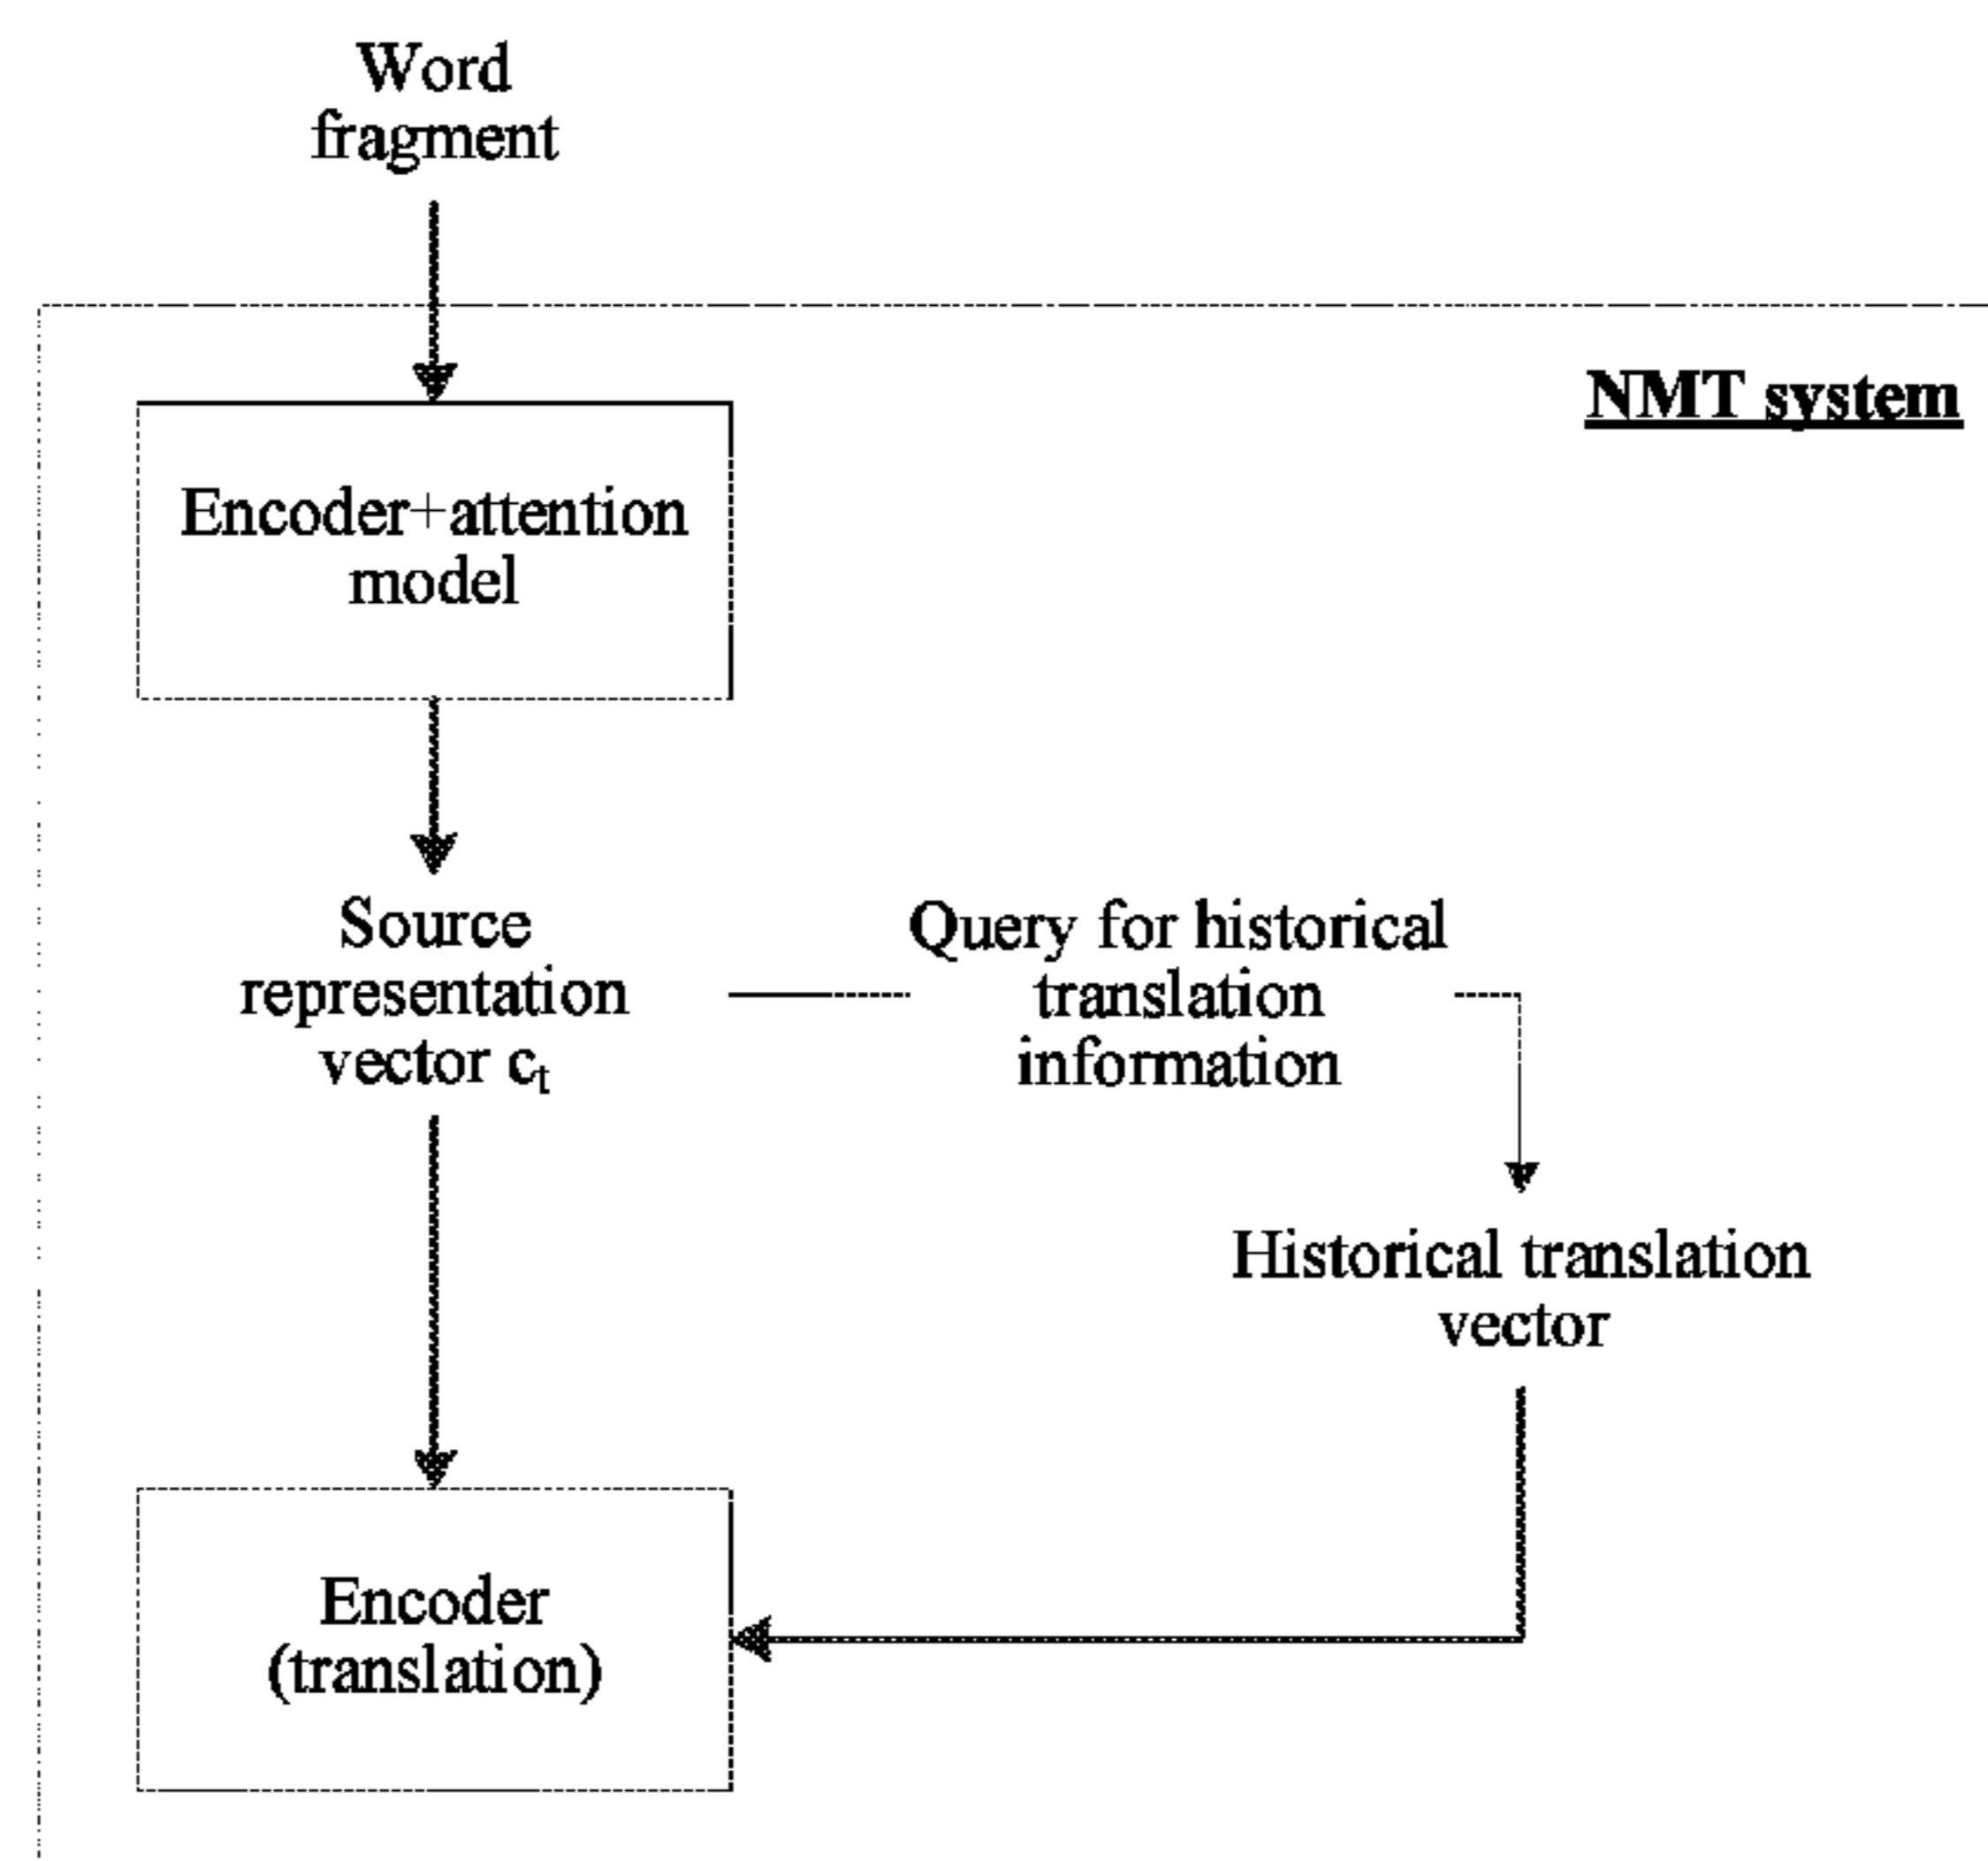 Word
fragment
NMT system
Encoder+attention
model
Source
representation
vector cₜ
Query for historical
translation
information
Historical translation
vector
Encoder
(translation)